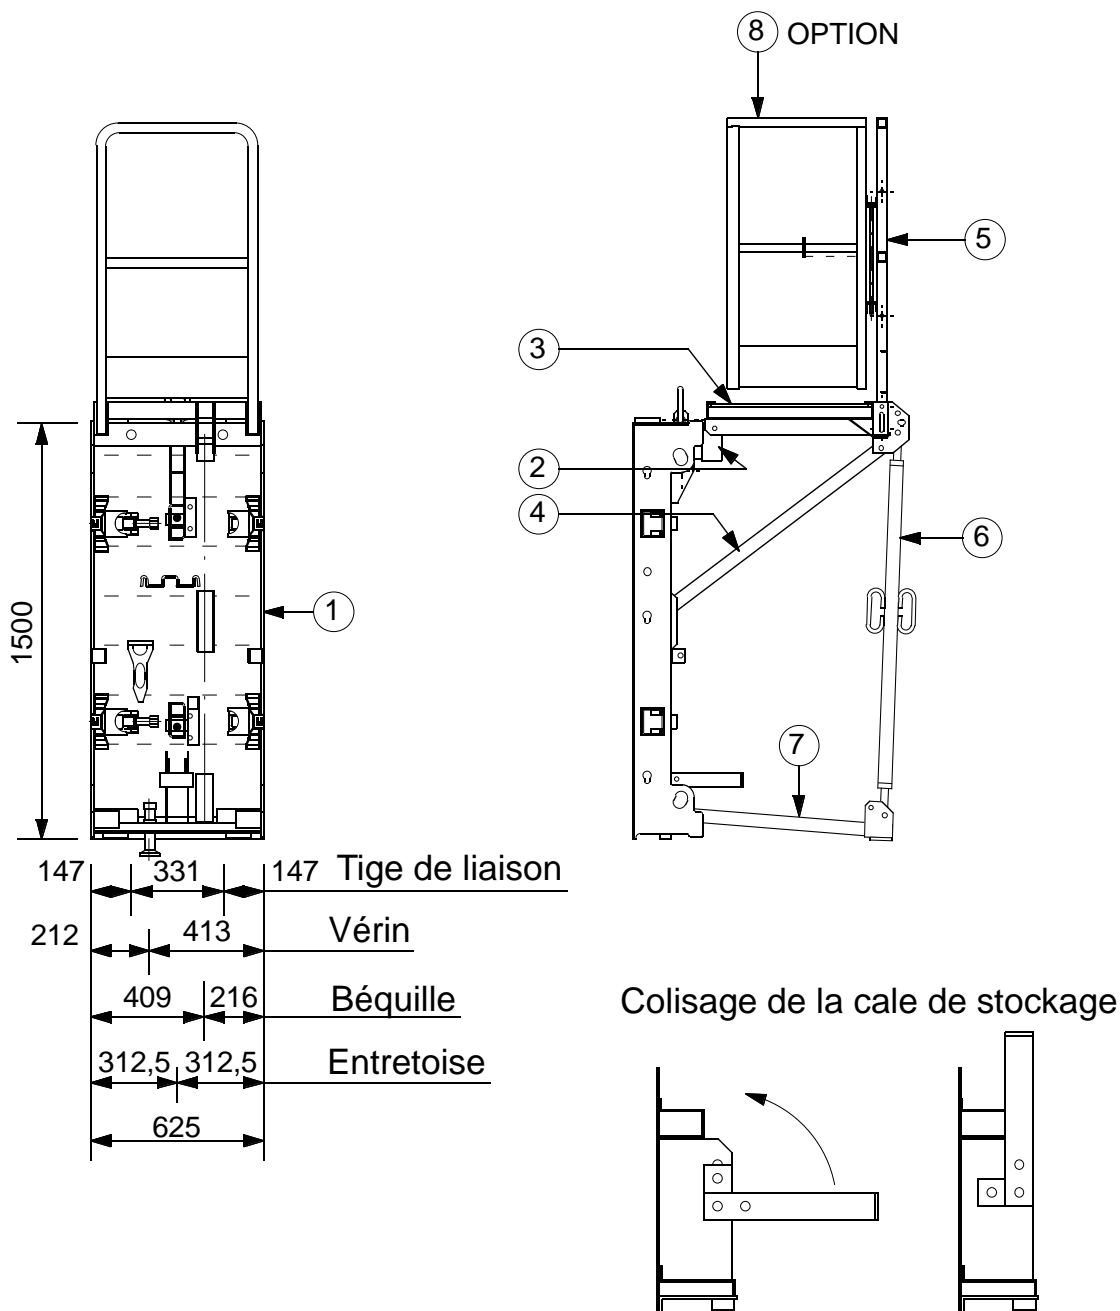 8 OPTION
5
3
2
4
6
1
1500
7
147 331 147 Tige de liaison
212 413 Vérin
409 216 Béquille
312,5 312,5 Entretoise
625
Colisage de la cale de stockage